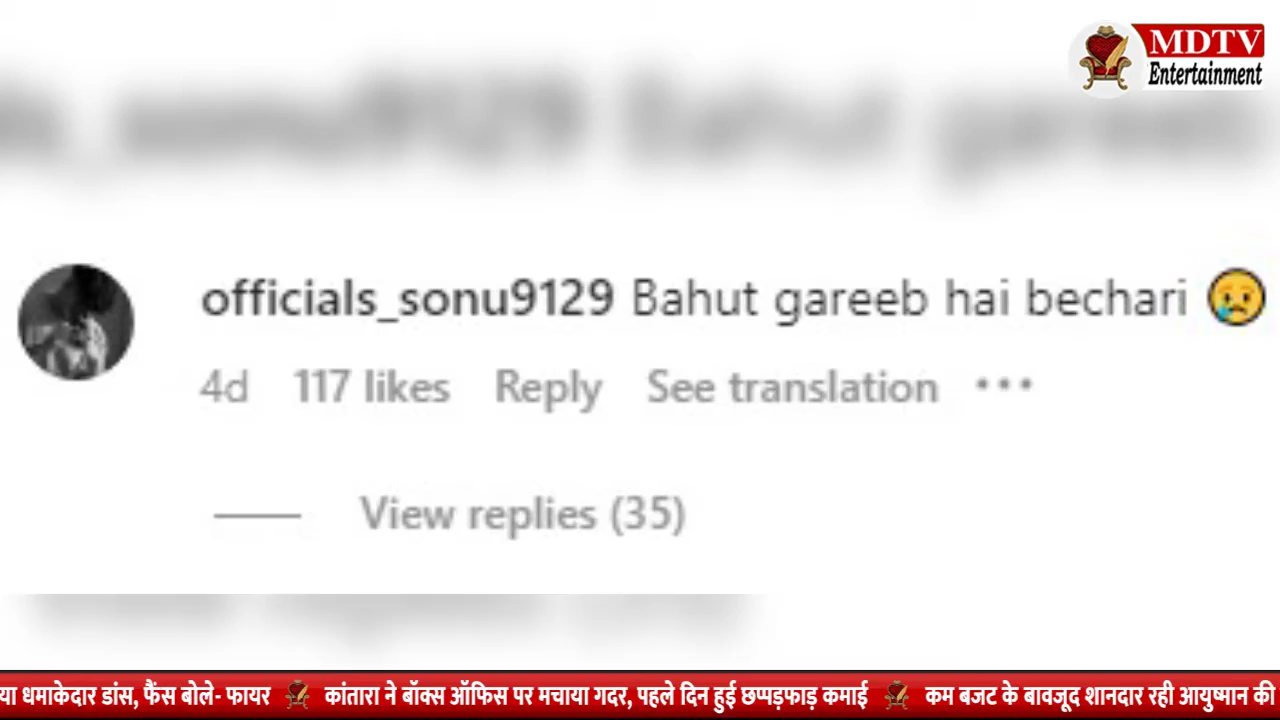 MDTV
Entertainment
officials_sonu9129 Bahut gareeb hai bechari 😢
4d 117 likes Reply See translation •••
View replies (35)
या धमाकेदार डांस, फैंस बोले- फायर कांतारा ने बॉक्स ऑफिस पर मचाया गदर, पहले दिन हुई छप्पड़फाड़ कमाई कम बजट के बावजूद शानदार रही आयुष्मान की